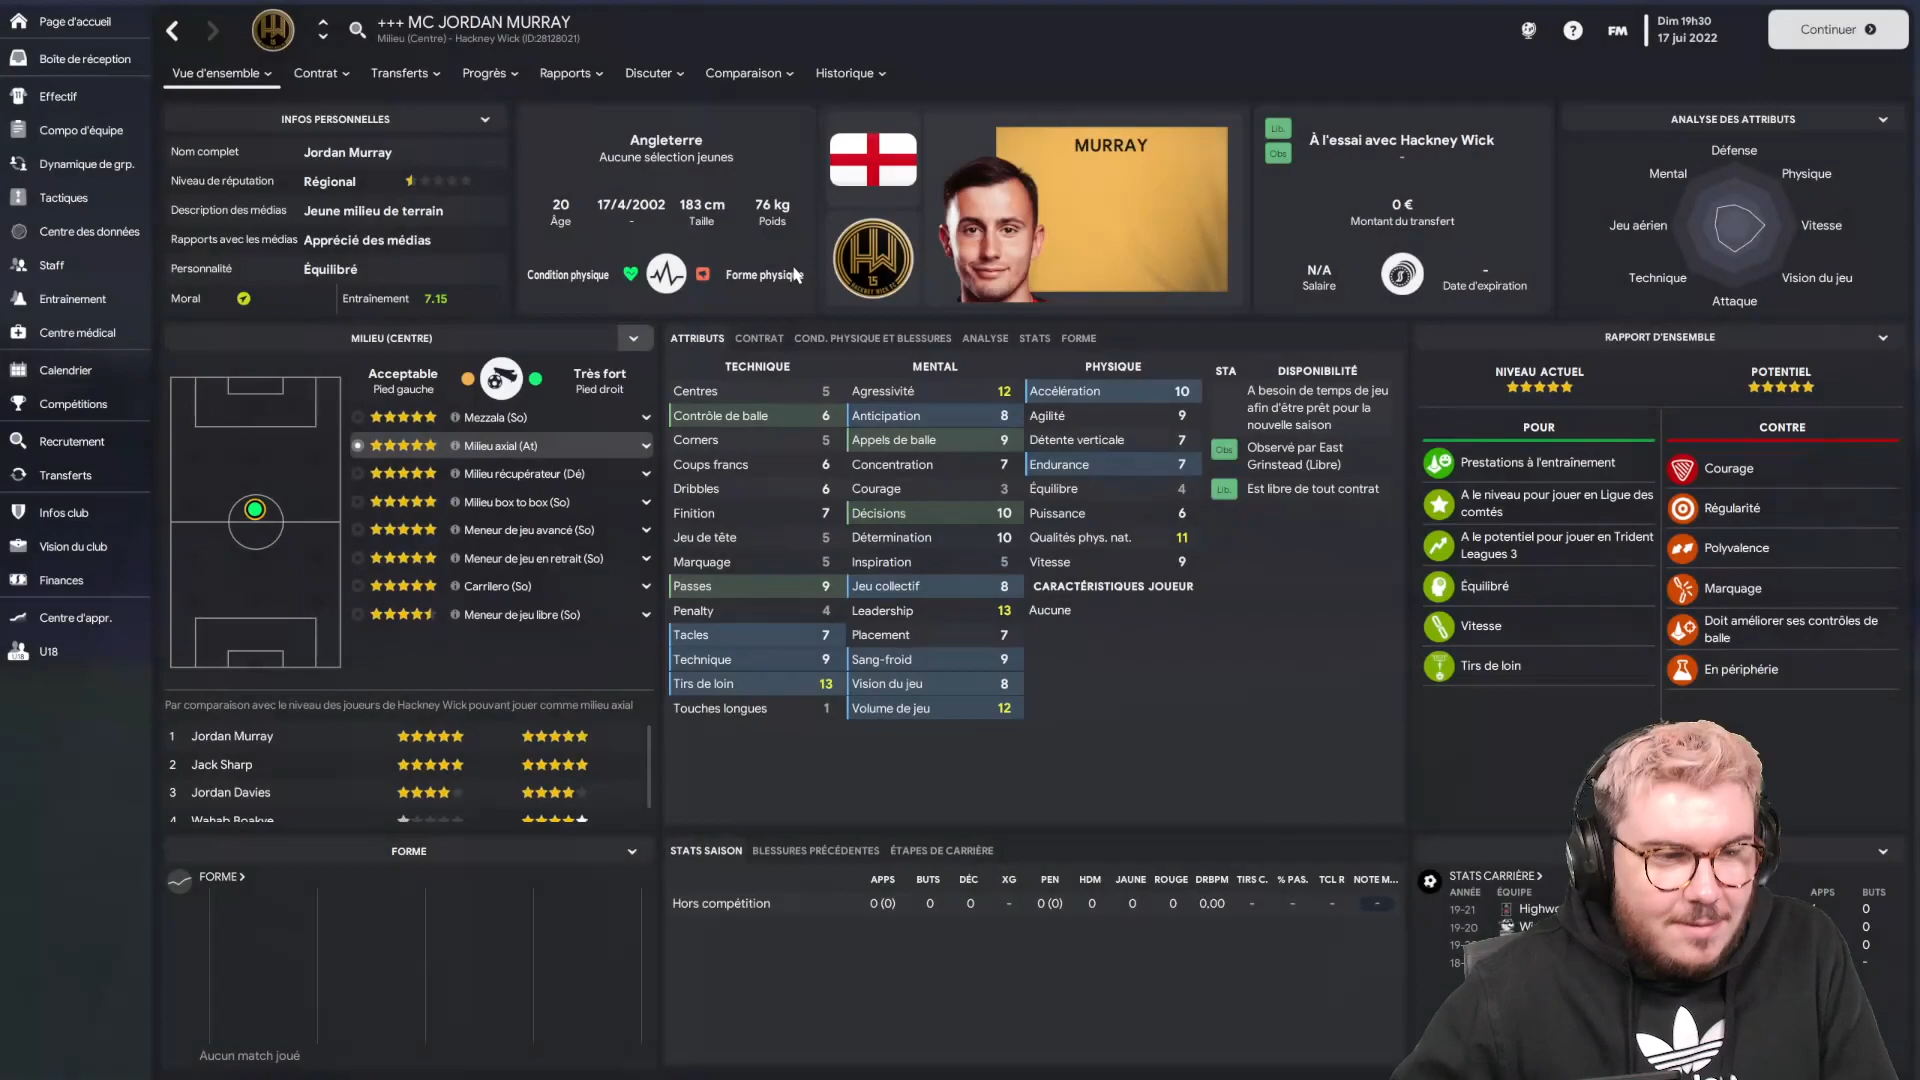 Page d'accueil
Boîte de réception
Effectif
Compo d'équipe
Dynamique de grp.
Tactiques
Centre des données
Staff
Entraînement
Centre médical
Calendrier
Compétitions
Recrutement
Transferts
Infos club
Vision du club
Finances
Centre d'appr.
U18
+++ MC JORDAN MURRAY
Milieu (Centre) - Hackney Wick (ID:28128021)
FM
Dim 19h30
17 jui 2022
Continuer
Vue d'ensemble Contrat Transferts Progrès Rapports Discuter Comparaison Historique
INFOS PERSONNELLES
Nom complet Jordan Murray
Niveau de réputation Régional
Description des médias Jeune milieu de terrain
Rapports avec les médias Apprécié des médias
Personnalité Équilibré
Moral Entraînement 7.15
Angleterre
Aucune sélection jeunes
20 17/4/2002 183 cm 76 kg
Âge - Taille Poids
Condition physique Forme physique
MURRAY
Lib.
Obs
À l'essai avec Hackney Wick
-
0 €
Montant du transfert
N/A -
Salaire Date d'expiration
ANALYSE DES ATTRIBUTS
Défense
Mental Physique
Jeu aérien Vitesse
Technique Vision du jeu
Attaque
MILIEU (CENTRE)
Acceptable Très fort
Pied gauche Pied droit
Mezzala (So)
Milieu axial (At)
Milieu récupérateur (Dé)
Milieu box to box (So)
Meneur de jeu avancé (So)
Meneur de jeu en retrait (So)
Carrilero (So)
Meneur de jeu libre (So)
Par comparaison avec le niveau des joueurs de Hackney Wick pouvant jouer comme milieu axial
1 Jordan Murray
2 Jack Sharp
3 Jordan Davies
4 Wahab Boakye
ATTRIBUTS CONTRAT COND. PHYSIQUE ET BLESSURES ANALYSE STATS FORME
TECHNIQUE MENTAL PHYSIQUE
Centres 5 Agressivité 12 Accélération 10
Contrôle de balle 6 Anticipation 8 Agilité 9
Corners 5 Appels de balle 9 Détente verticale 7
Coups francs 6 Concentration 7 Endurance 7
Dribbles 6 Courage 3 Équilibre 4
Finition 7 Décisions 10 Puissance 6
Jeu de tête 5 Détermination 10 Qualités phys. nat. 11
Marquage 5 Inspiration 5 Vitesse 9
Passes 9 Jeu collectif 8 CARACTÉRISTIQUES JOUEUR
Penalty 4 Leadership 13 Aucune
Tacles 7 Placement 7
Technique 9 Sang-froid 9
Tirs de loin 13 Vision du jeu 8
Touches longues 1 Volume de jeu 12
STA DISPONIBILITÉ
A besoin de temps de jeu
afin d'être prêt pour la
nouvelle saison
Obs Observé par East
Grinstead (Libre)
Lib. Est libre de tout contrat
RAPPORT D'ENSEMBLE
NIVEAU ACTUEL POTENTIEL
POUR CONTRE
Prestations à l'entraînement
A le niveau pour jouer en Ligue des
comtés
A le potentiel pour jouer en Trident
Leagues 3
Équilibré
Vitesse
Tirs de loin
Courage
Régularité
Polyvalence
Marquage
Doit améliorer ses contrôles de
balle
En périphérie
FORME
FORME
Aucun match joué
STATS SAISON BLESSURES PRÉCÉDENTES ÉTAPES DE CARRIÈRE
APPS BUTS DÉC XG PEN HDM JAUNE ROUGE DRBPM TIRS C. % PAS. TCL R NOTE M...
Hors compétition 0 (0) 0 0 - 0 (0) 0 0 0 0,00 - - - -
STATS CARRIÈRE
ANNÉE ÉQUIPE APPS BUTS
19-21 0
19-20 0
0
-